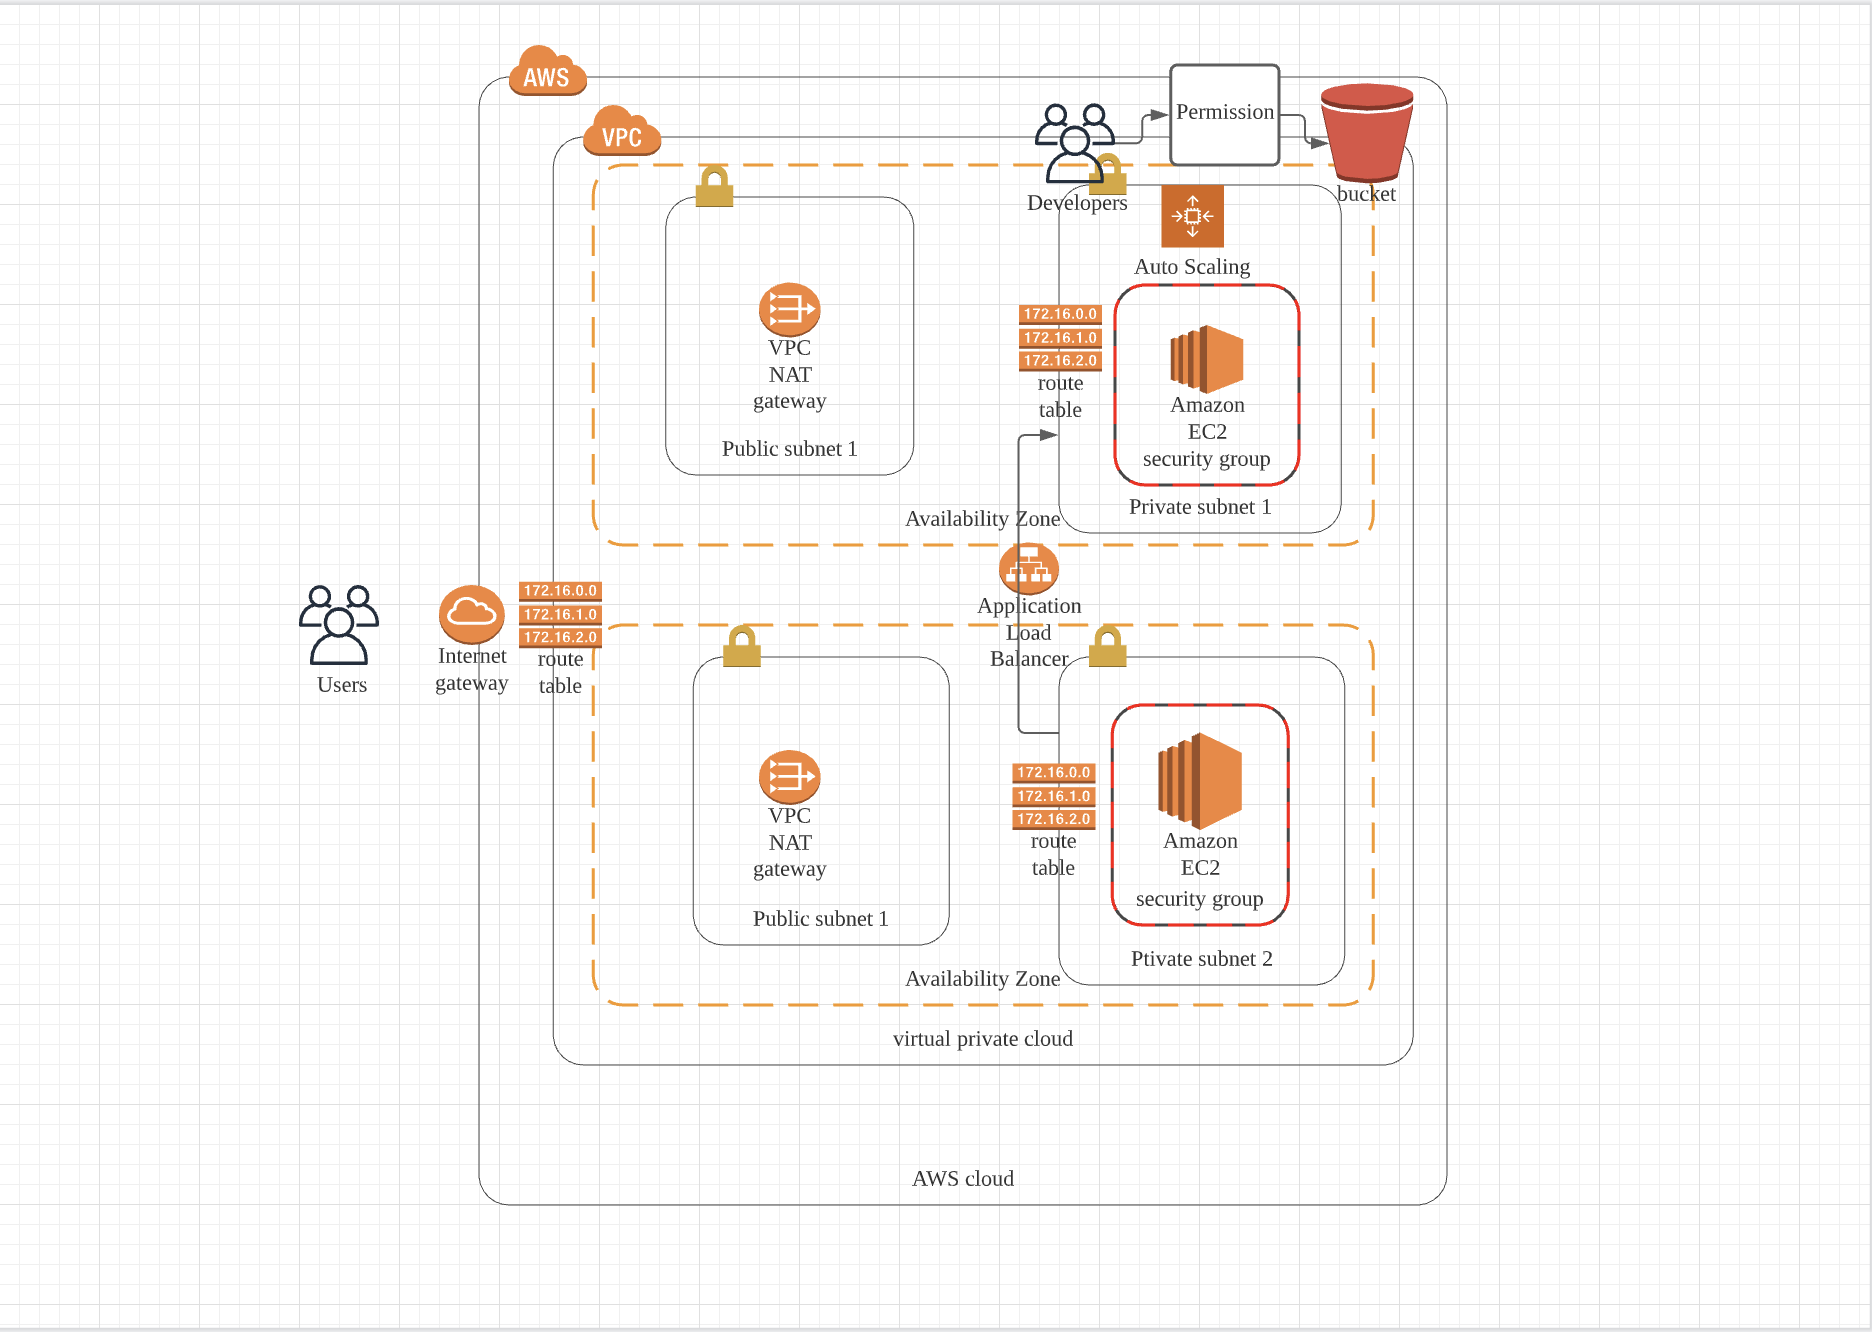 AWS
VPC
Permission
Developers
bucket
Auto Scaling
172.16.0.0
172.16.1.0
172.16.2.0
route
table
VPC
NAT
gateway
Public subnet 1
Amazon
EC2
security group
Private subnet 1
Availability Zone
Users
Internet
gateway
172.16.0.0
172.16.1.0
172.16.2.0
route
table
Application
Load
Balancer
VPC
NAT
gateway
Public subnet 1
172.16.0.0
172.16.1.0
172.16.2.0
route
table
Amazon
EC2
security group
Ptivate subnet 2
Availability Zone
virtual private cloud
AWS cloud